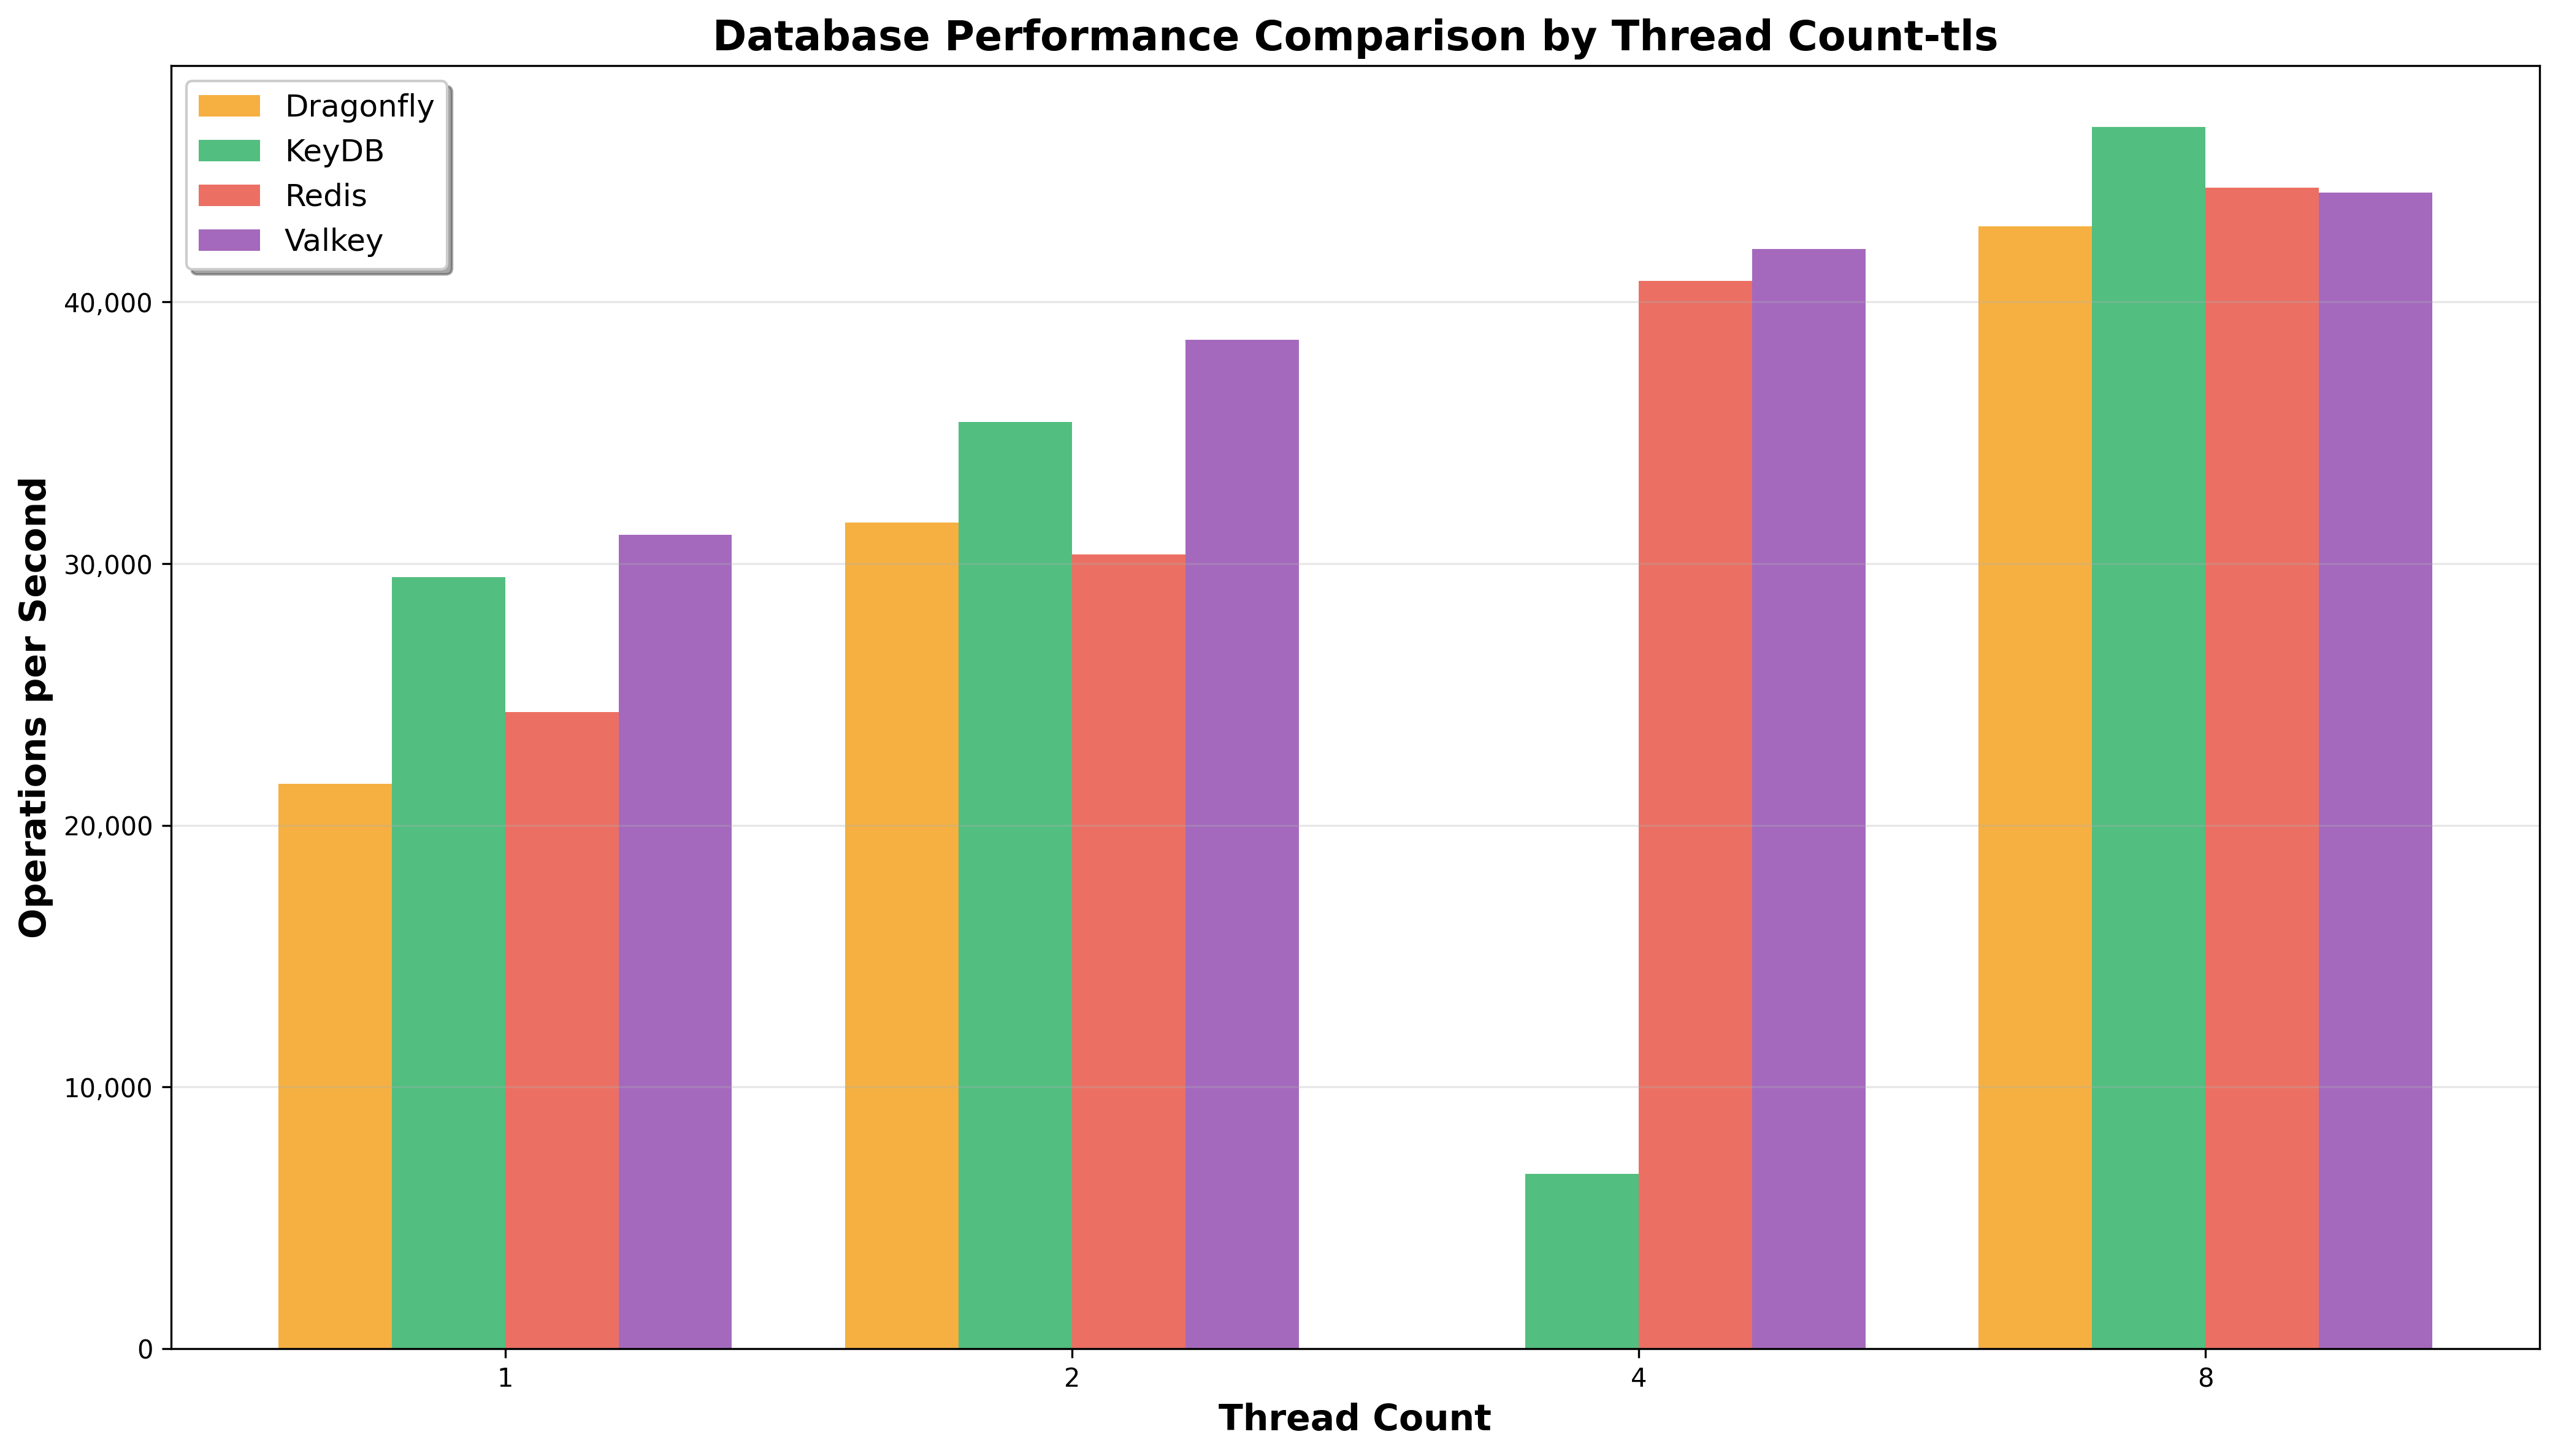 Database Performance Comparison by Thread Count-tls
Dragonfly
KeyDB
Redis
Valkey
Operations per Second
40,000
30,000
20,000
10,000
0
1
2
4
8
Thread Count